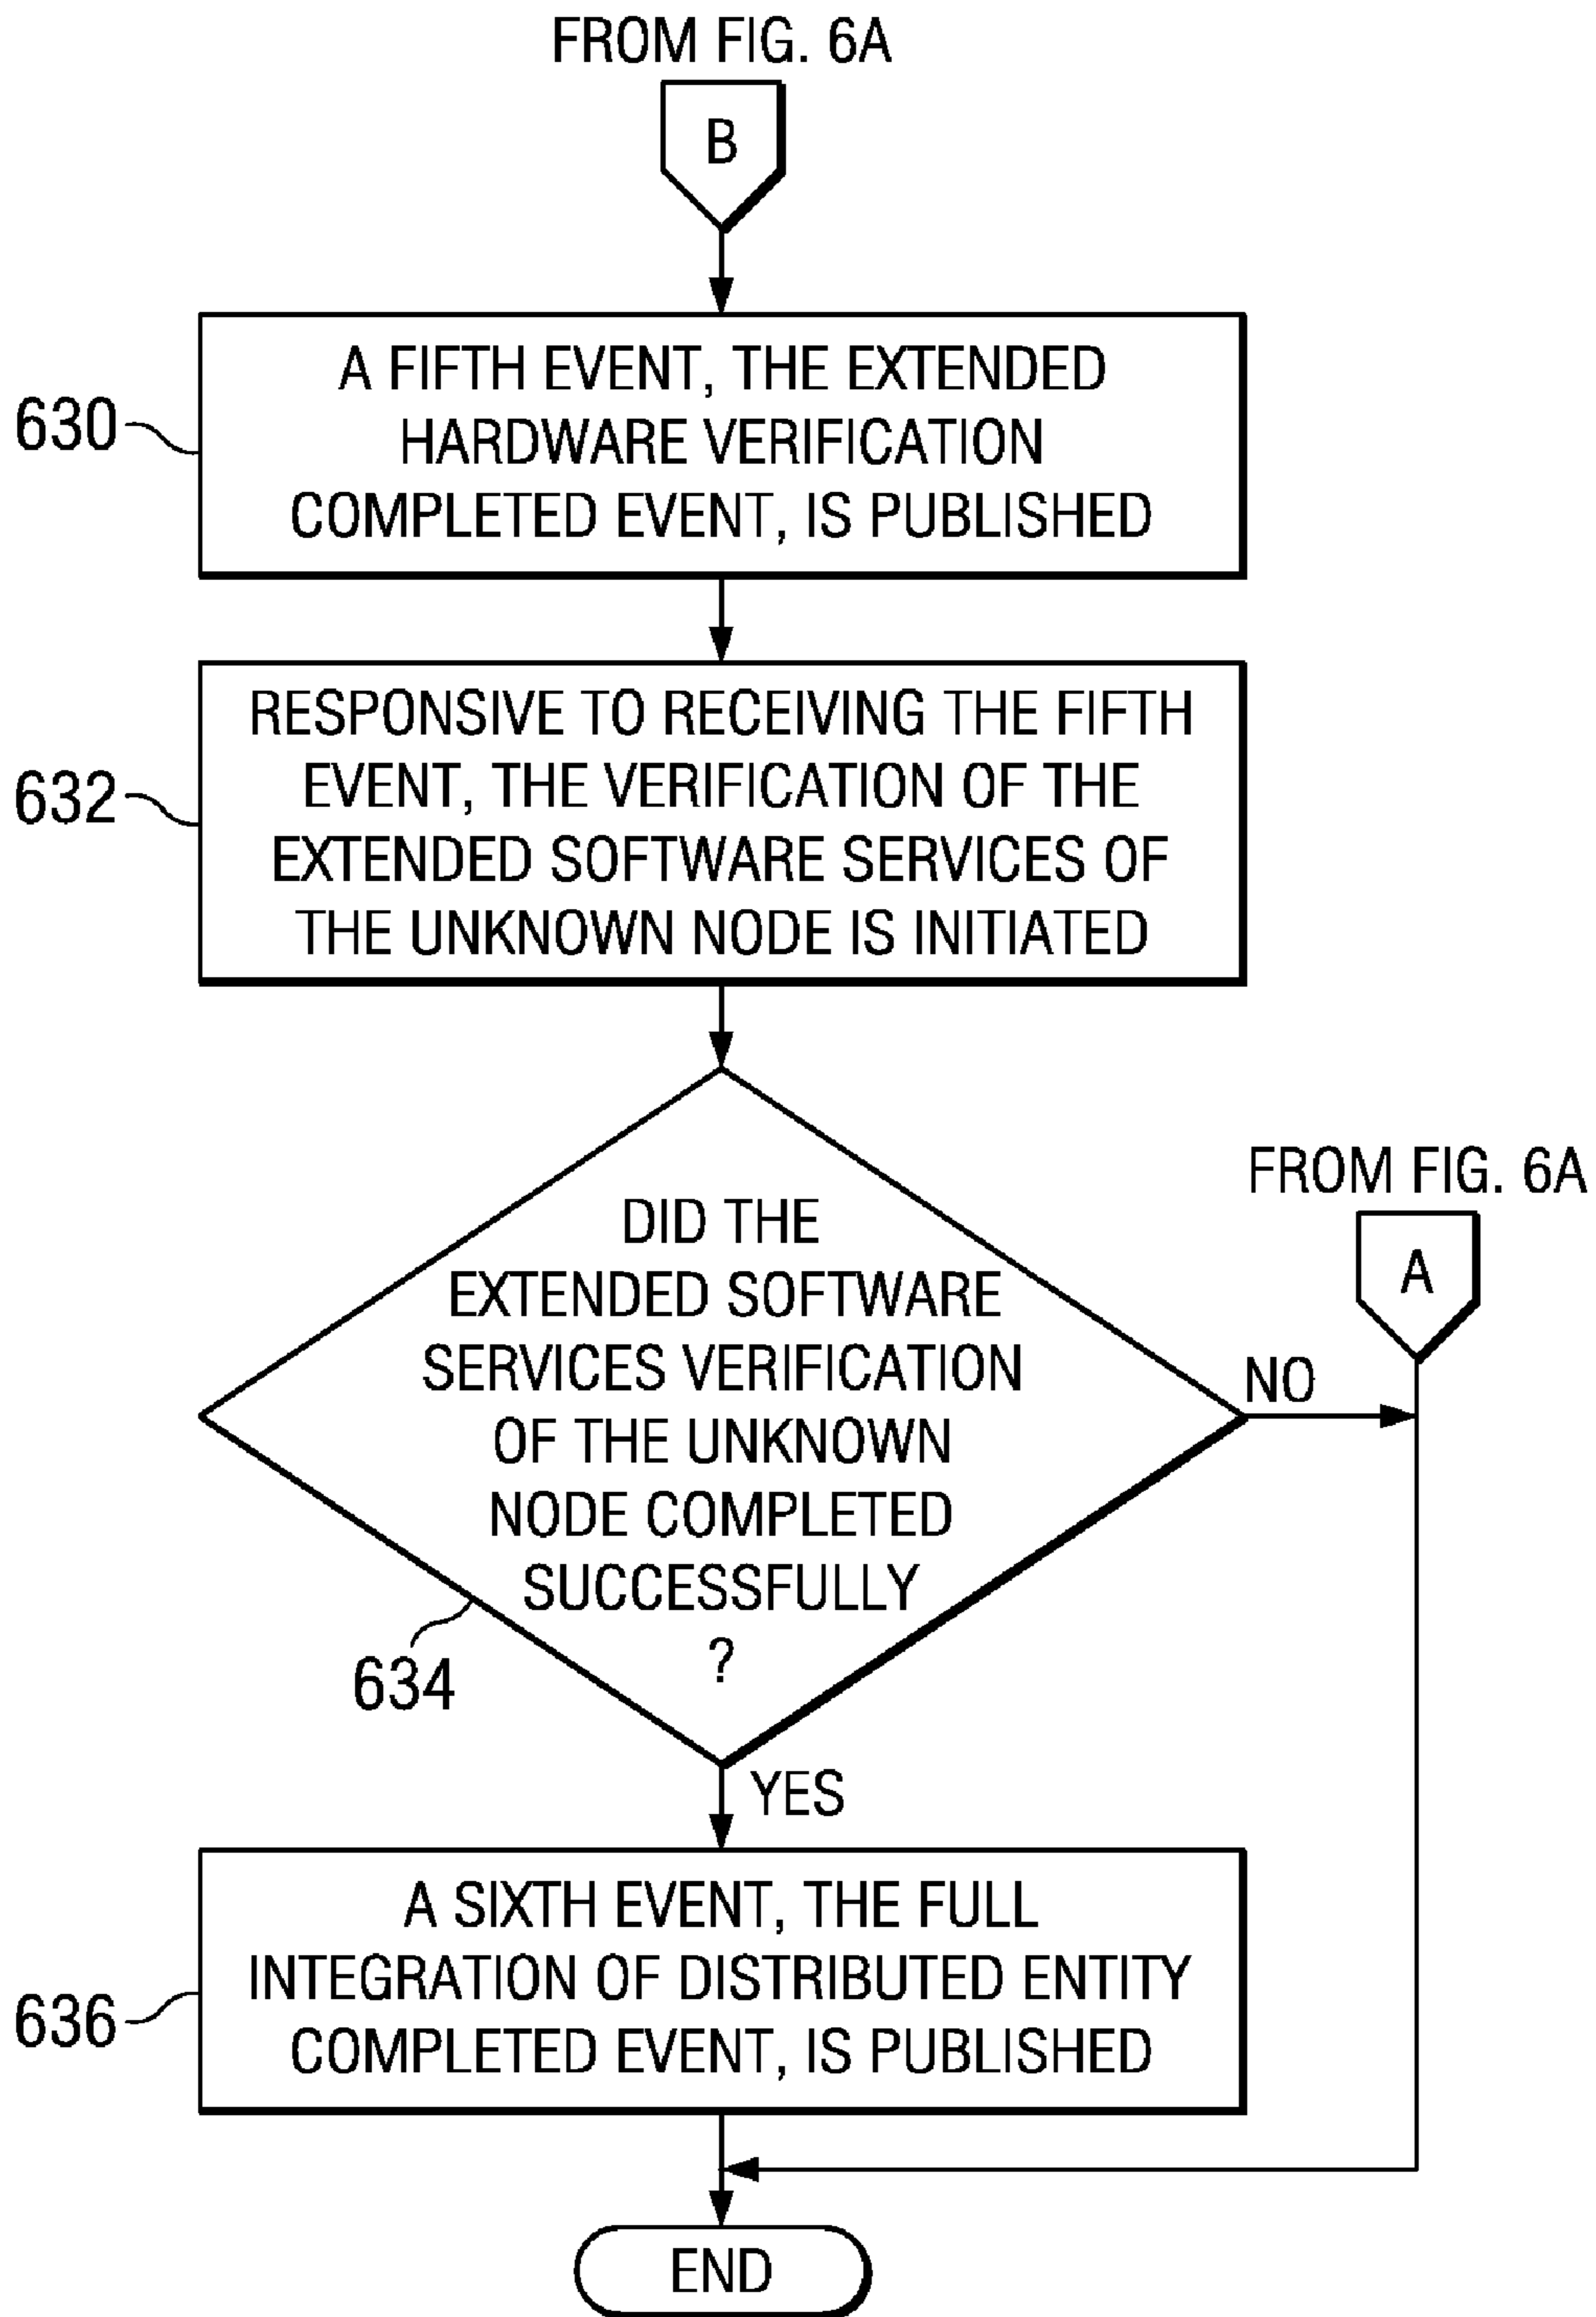 FROM FIG. 6A
B
A FIFTH EVENT, THE EXTENDED
HARDWARE VERIFICATION
COMPLETED EVENT, IS PUBLISHED
630
RESPONSIVE TO RECEIVING THE FIFTH
EVENT, THE VERIFICATION OF THE
EXTENDED SOFTWARE SERVICES OF
THE UNKNOWN NODE IS INITIATED
632
DID THE
EXTENDED SOFTWARE
SERVICES VERIFICATION
OF THE UNKNOWN
NODE COMPLETED
SUCCESSFULLY
?
634
FROM FIG. 6A
A
NO
YES
A SIXTH EVENT, THE FULL
INTEGRATION OF DISTRIBUTED ENTITY
COMPLETED EVENT, IS PUBLISHED
636
END